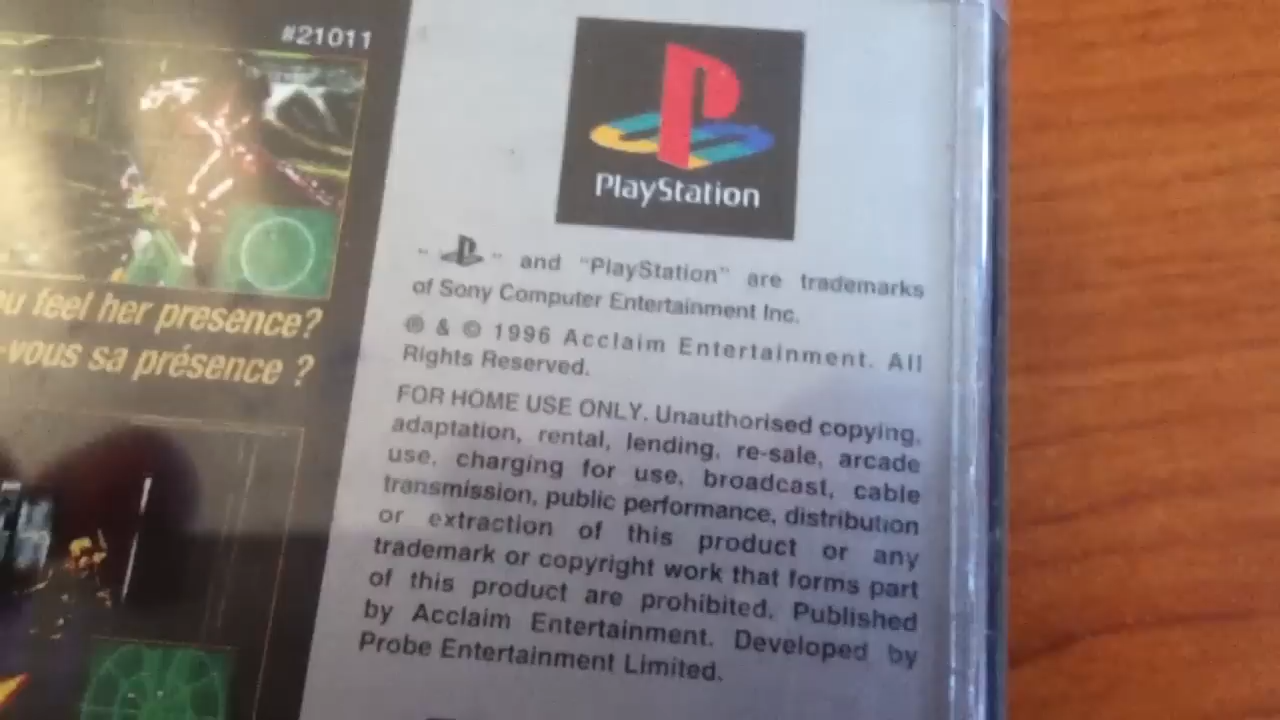 #21011
u feel her presence?
-vous sa présence ?
PlayStation
" " and "PlayStation" are trademarks
of Sony Computer Entertainment Inc.
® & © 1996 Acclaim Entertainment. All
Rights Reserved.
FOR HOME USE ONLY. Unauthorised copying,
adaptation, rental, lending, re-sale, arcade
use, charging for use, broadcast, cable
transmission, public performance, distribution
or extraction of this product or any
trademark or copyright work that forms part
of this product are prohibited. Published
by Acclaim Entertainment. Developed by
Probe Entertainment Limited.